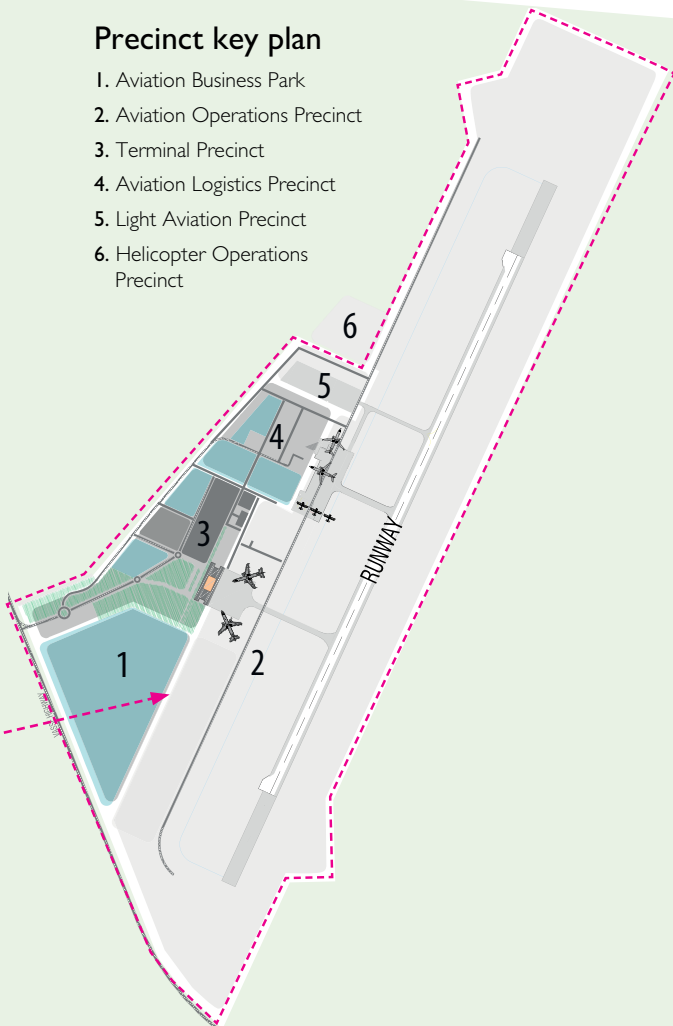 Precinct key plan
1. Aviation Business Park
2. Aviation Operations Precinct
3. Terminal Precinct
4. Aviation Logistics Precinct
5. Light Aviation Precinct
6. Helicopter Operations
Precinct
6
5
4
3
RUNWAY
1
2